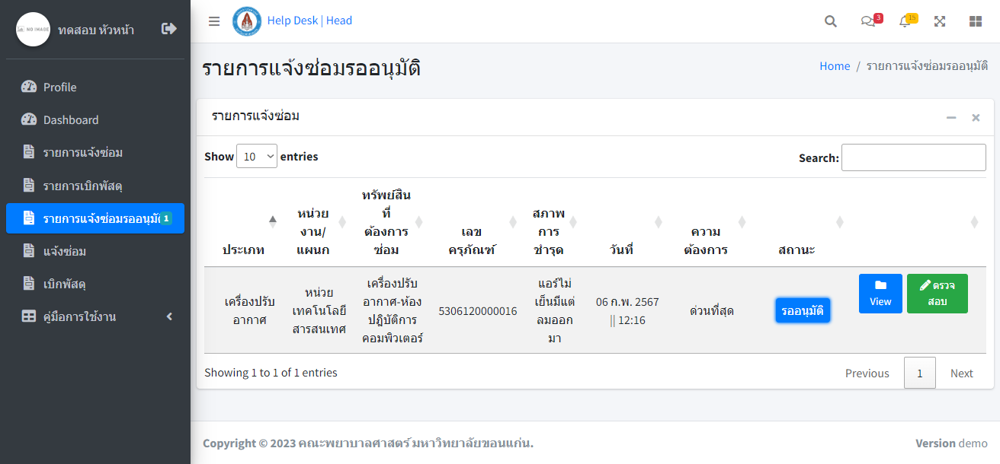 NO IMAGE
ทดสอบ หัวหน้า
Profile
Dashboard
รายการแจ้งซ่อม
รายการเบิกพัสดุ
รายการแจ้งซ่อมรออนุมัติ 1
แจ้งซ่อม
เบิกพัสดุ
คู่มือการใช้งาน
Help Desk | Head
3
15
รายการแจ้งซ่อมรออนุมัติ
Home / รายการแจ้งซ่อมรออนุมัติ
รายการแจ้งซ่อม
Show 10 entries
Search:
ประเภท
หน่วย
งาน/
แผนก
ทรัพย์สิน
ที่
ต้องการ
ซ่อม
เลข
ครุภัณฑ์
สภาพ
การ
ชำรุด
วันที่
ความ
ต้องการ
สถานะ
เครื่องปรับ
อากาศ
หน่วย
เทคโนโลยี
สารสนเทศ
เครื่องปรับ
อากาศ-ห้อง
ปฎิบัติการ
คอมพิวเตอร์
5306120000016
แอร์ไม่
เย็นมีแต่
ลมออก
มา
06 ก.พ. 2567
|| 12:16
ด่วนที่สุด
รออนุมัติ
View
ตรวจ
สอบ
Showing 1 to 1 of 1 entries
Previous 1 Next
Copyright © 2023 คณะพยาบาลศาสตร์ มหาวิทยาลัยขอนแก่น.
Version demo